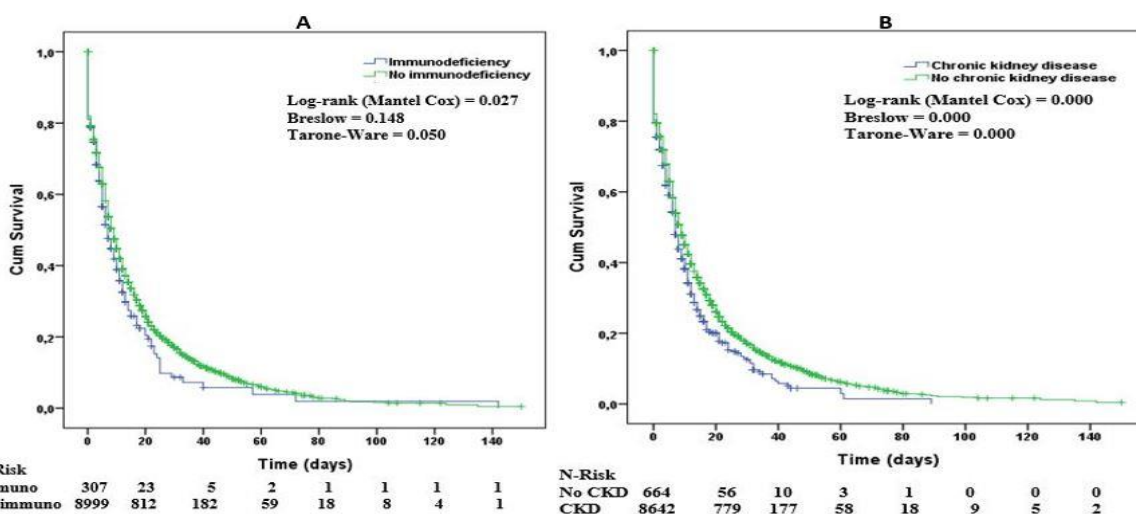 A
Immunodeficiency
No immunodeficiency
Log-rank (Mantel Cox) = 0.027
Breslow = 0.148
Tarone-Ware = 0.050
1,0
0,8
0,6
0,4
0,2
0,0
Cum Survival
0 20 40 60 80 100 120 140
Time (days)
Risk
muno 307 23 5 2 1 1 1 1
immuno 8999 812 182 59 18 8 4 1
B
Chronic kidney disease
No chronic kidney disease
Log-rank (Mantel Cox) = 0.000
Breslow = 0.000
Tarone-Ware = 0.000
1,0
0,8
0,6
0,4
0,2
0,0
Cum Survival
0 20 40 60 80 100 120 140
Time (days)
N-Risk
No CKD 664 56 10 3 1 0 0 0
CKD 8642 779 177 58 18 9 5 2